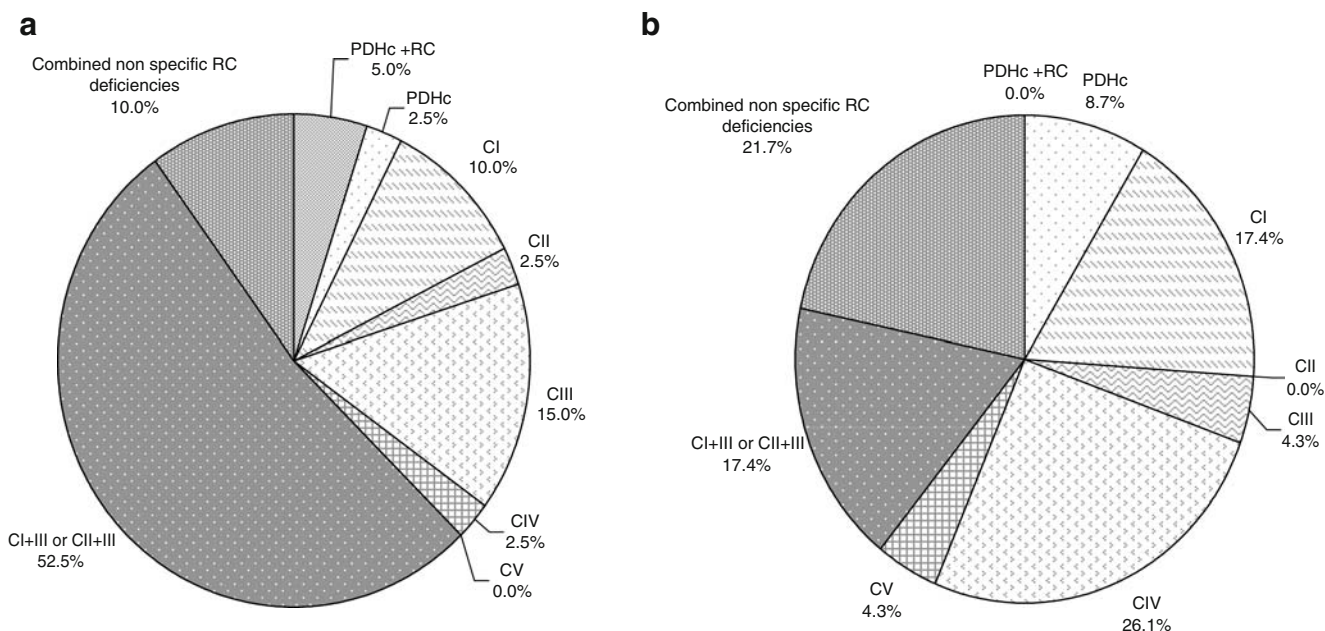 a
Combined non specific RC
deficiencies
10.0%
PDHc +RC
5.0%
PDHc
2.5%
CI
10.0%
CII
2.5%
CIII
15.0%
CIV
2.5%
CV
0.0%
CI+III or CII+III
52.5%
b
Combined non specific RC
deficiencies
21.7%
PDHc +RC
0.0%
PDHc
8.7%
CI
17.4%
CII
0.0%
CIII
4.3%
CIV
26.1%
CV
4.3%
CI+III or CII+III
17.4%